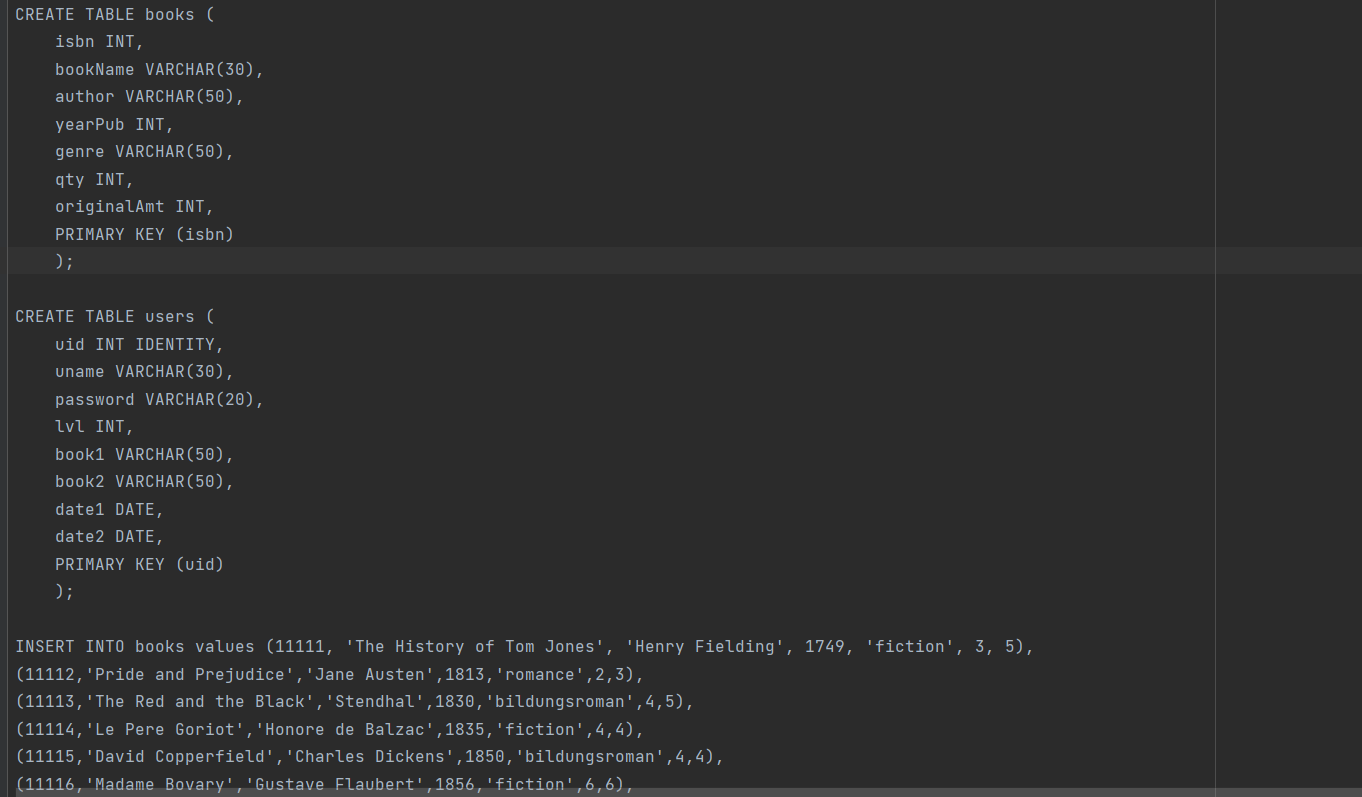 CREATE TABLE books (
    isbn INT,
    bookName VARCHAR(30),
    author VARCHAR(50),
    yearPub INT,
    genre VARCHAR(50),
    qty INT,
    originalAmt INT,
    PRIMARY KEY (isbn)
    );

CREATE TABLE users (
    uid INT IDENTITY,
    uname VARCHAR(30),
    password VARCHAR(20),
    lvl INT,
    book1 VARCHAR(50),
    book2 VARCHAR(50),
    date1 DATE,
    date2 DATE,
    PRIMARY KEY (uid)
    );

INSERT INTO books values (11111, 'The History of Tom Jones', 'Henry Fielding', 1749, 'fiction', 3, 5),
(11112,'Pride and Prejudice','Jane Austen',1813,'romance',2,3),
(11113,'The Red and the Black','Stendhal',1830,'bildungsroman',4,5),
(11114,'Le Pere Goriot','Honore de Balzac',1835,'fiction',4,4),
(11115,'David Copperfield','Charles Dickens',1850,'bildungsroman',4,4),
(11116,'Madame Bovary','Gustave Flaubert',1856,'fiction',6,6),